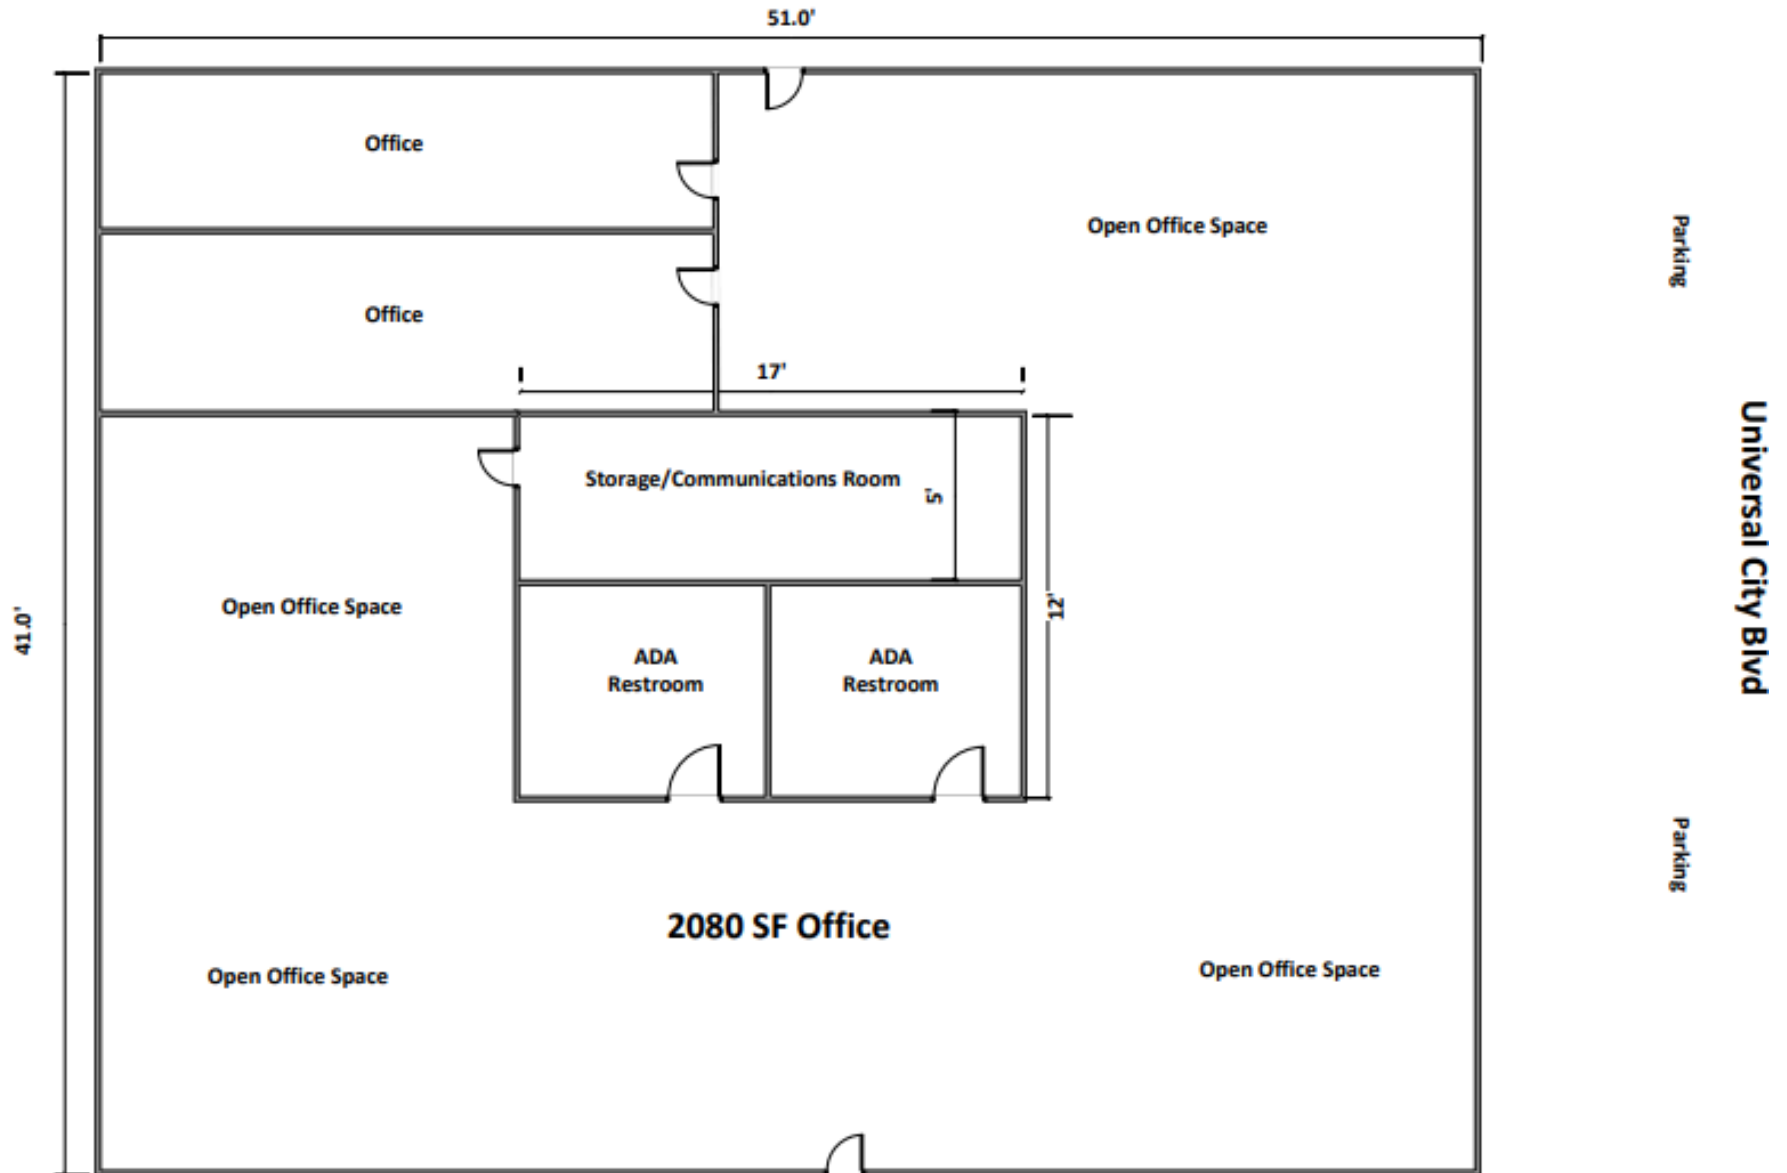 51.0'
Office
Open Office Space
Parking
Office
17'
Universal City Blvd
Storage/Communications Room
5'
12'
41.0'
Open Office Space
ADA
Restroom
ADA
Restroom
Parking
2080 SF Office
Open Office Space
Open Office Space